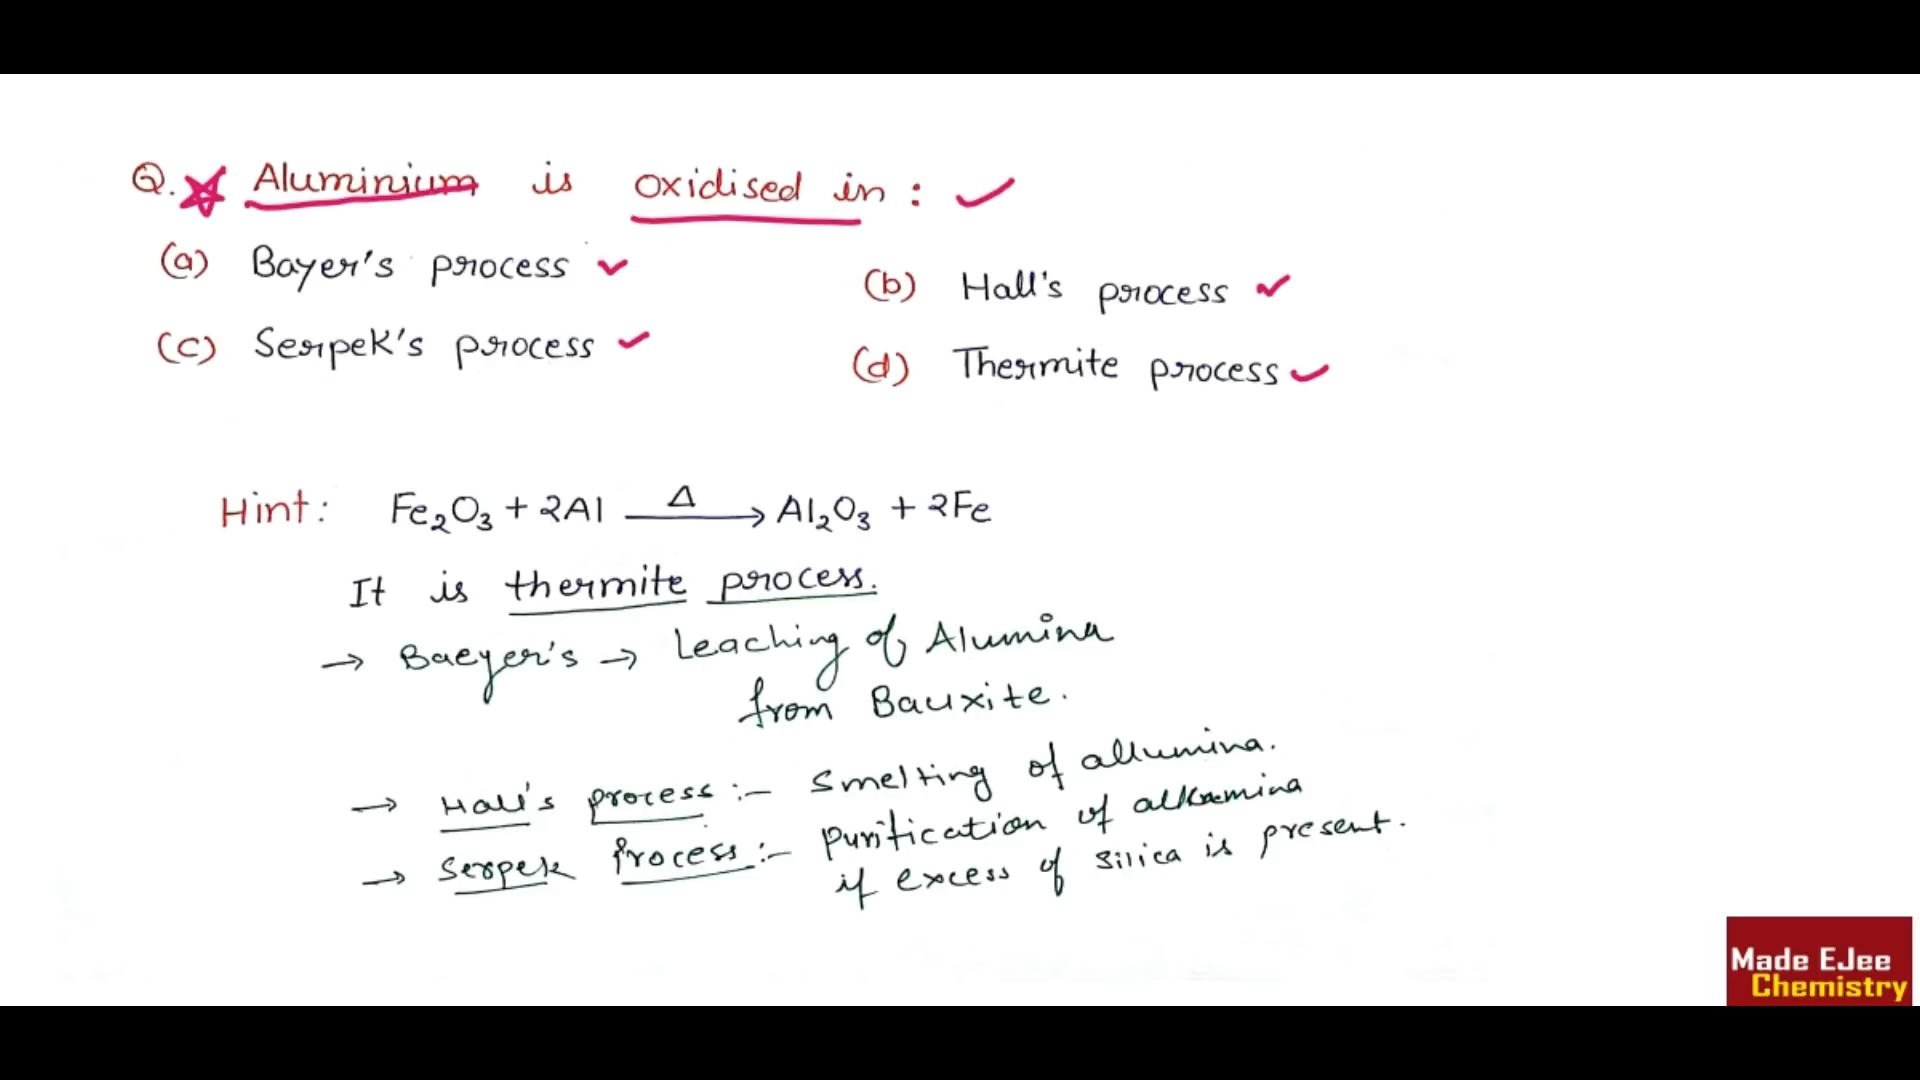 Q. Aluminium is oxidised in :
(a) Bayer's process
(b) Hall's process
(c) Serpek's process
(d) Thermite process
Hint: Fe₂O₃ + 2Al —Δ→ Al₂O₃ + 2Fe
It is thermite process.
→ Baeyer's → Leaching of Alumina
from Bauxite.
→ Hall's process :- Smelting of allumina.
→ Serpek Process :- Purification of alluamina
if excess of silica is present.
Made EJee
Chemistry